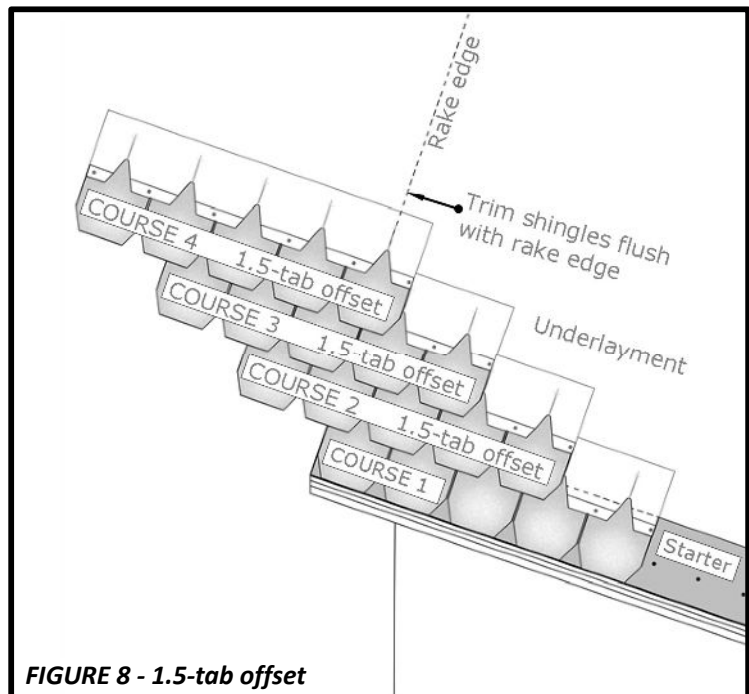 Rake edge
Trim shingles flush
with rake edge
COURSE 4 1.5-tab offset
Underlayment
COURSE 3 1.5-tab offset
COURSE 2 1.5-tab offset
COURSE 1
Starter
FIGURE 8 - 1.5-tab offset